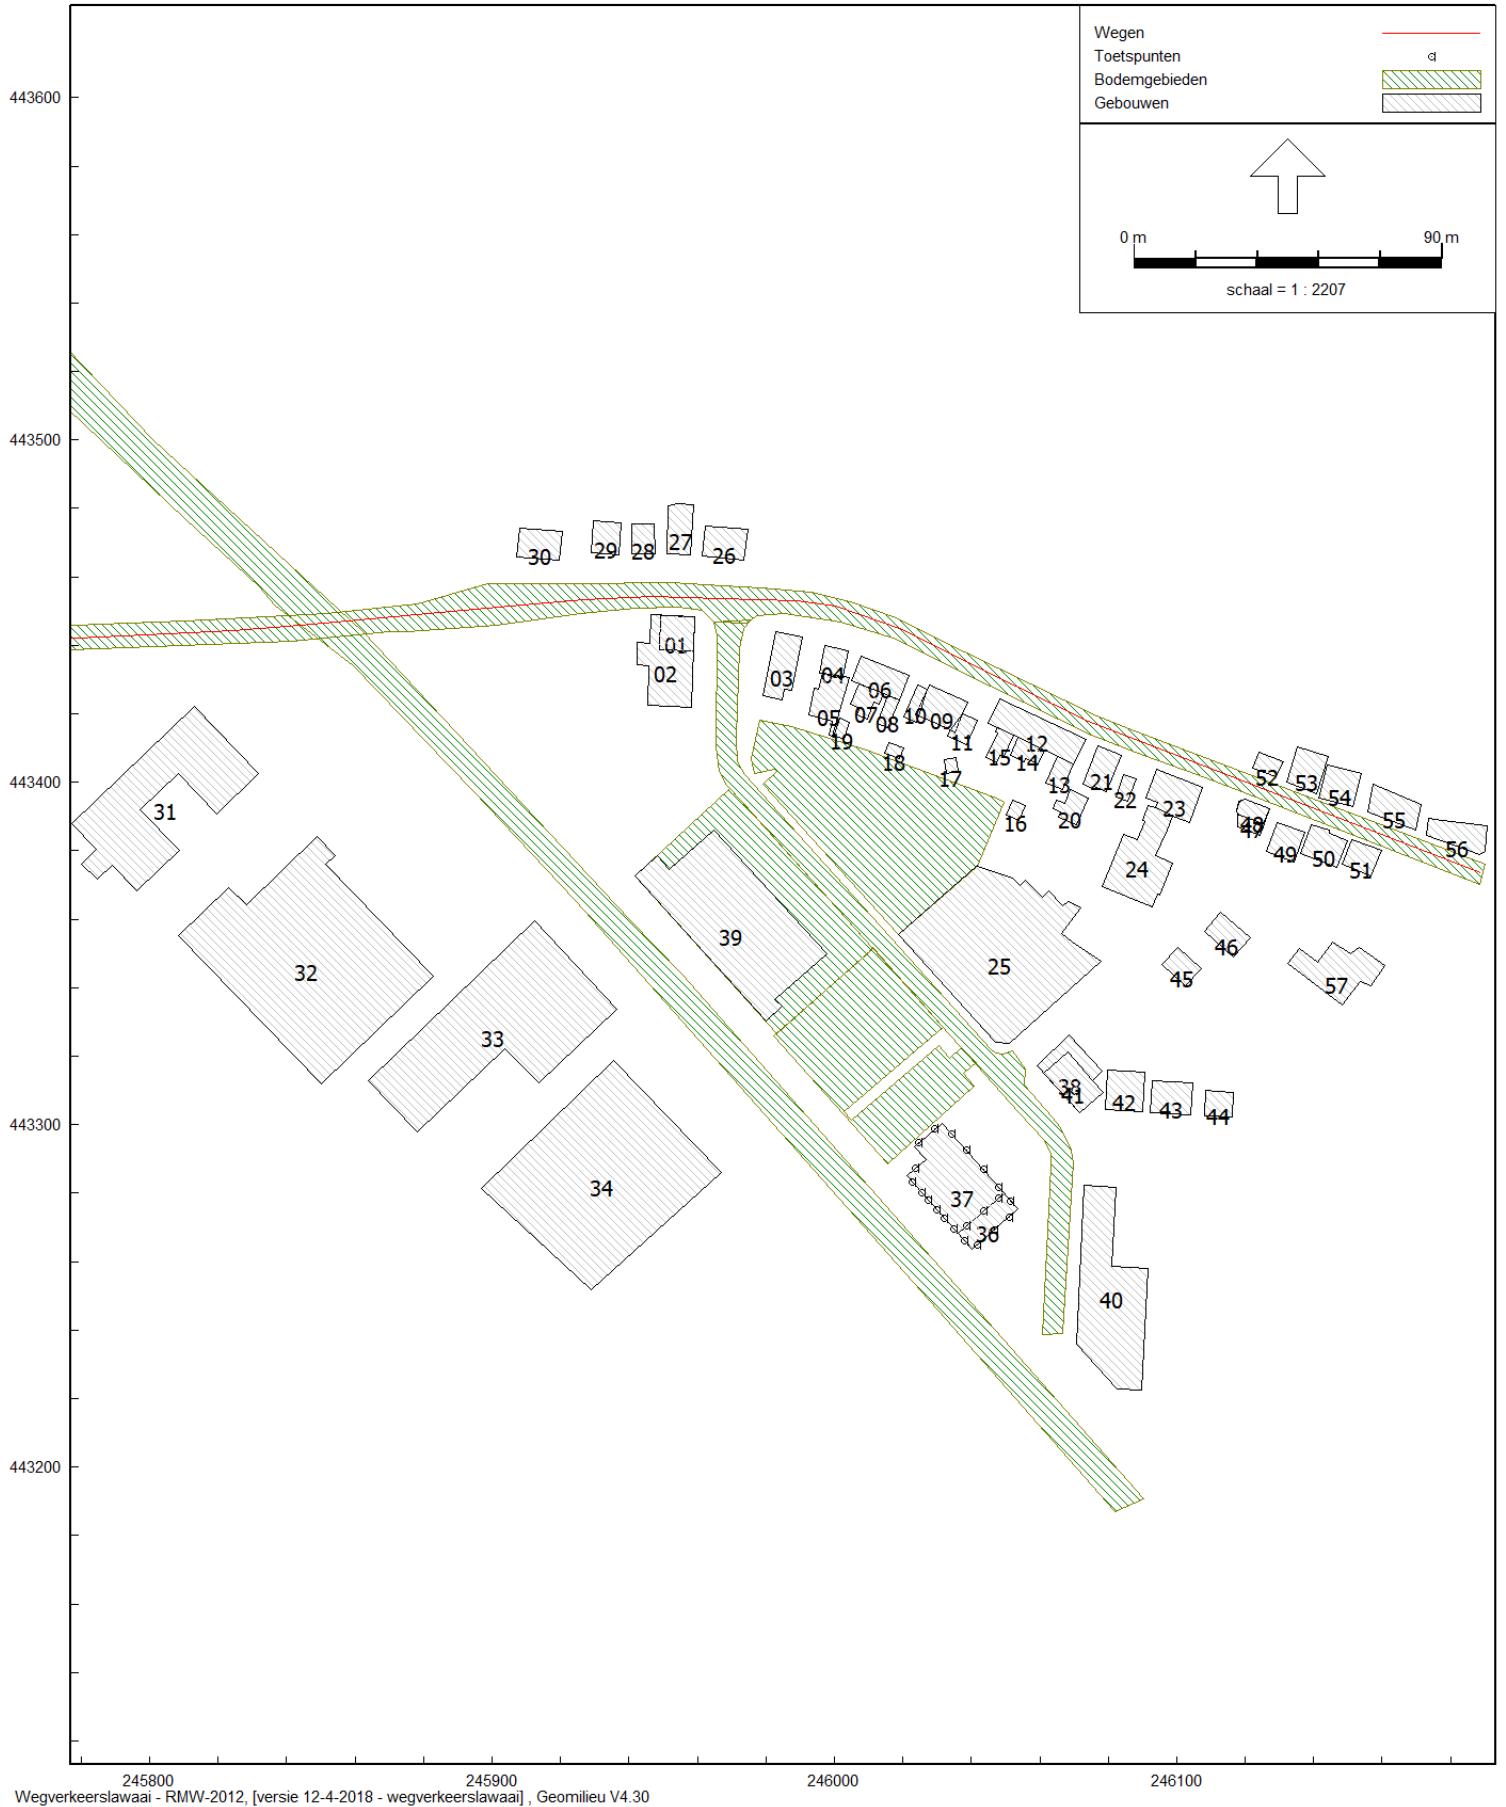 Wegen
Toetspunten
Bodemgebieden
Gebouwen
0 m 90 m
schaal = 1 : 2207
443600
443500
443400
443300
443200
30 29 28 27 26
01
02
03 04
05 06
07 08 10 09
19 11
18 17 15 14 12
13 21
16 20 22 23
52 53 54
55
48
47 49 50 51 56
24
31
39
25 46
45 57
32
33
38
41 42 43 44
34 37
36
40
245800 245900 246000 246100
Wegverkeerslawaai - RMW-2012, [versie 12-4-2018 - wegverkeerslawaai] , Geomilieu V4.30